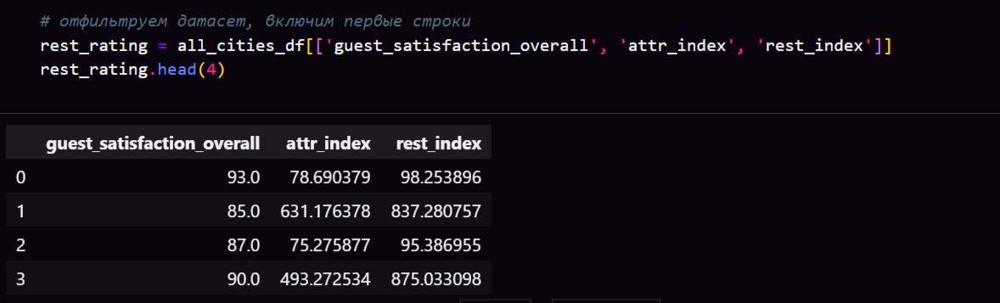 # отфильтруем датасет, включим первые строки
rest_rating = all_cities_df[['guest_satisfaction_overall', 'attr_index', 'rest_index']]
rest_rating.head(4)
guest_satisfaction_overall attr_index rest_index
0 93.0 78.690379 98.253896
1 85.0 631.176378 837.280757
2 87.0 75.275877 95.386955
3 90.0 493.272534 875.033098